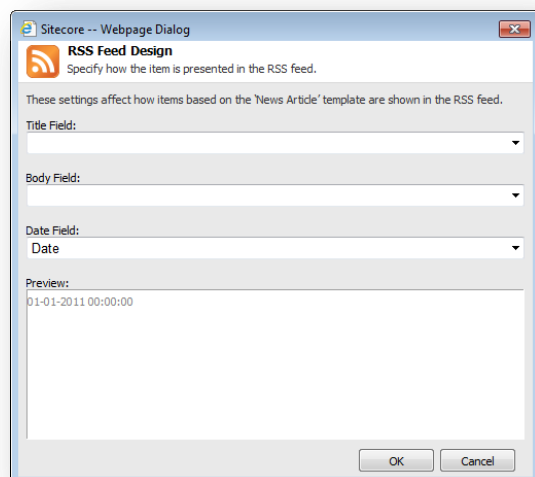 Sitecore -- Webpage Dialog
RSS Feed Design
Specify how the item is presented in the RSS feed.
These settings affect how items based on the 'News Article' template are shown in the RSS feed.
Title Field:
Body Field:
Date Field:
Date
Preview:
01-01-2011 00:00:00
OK Cancel